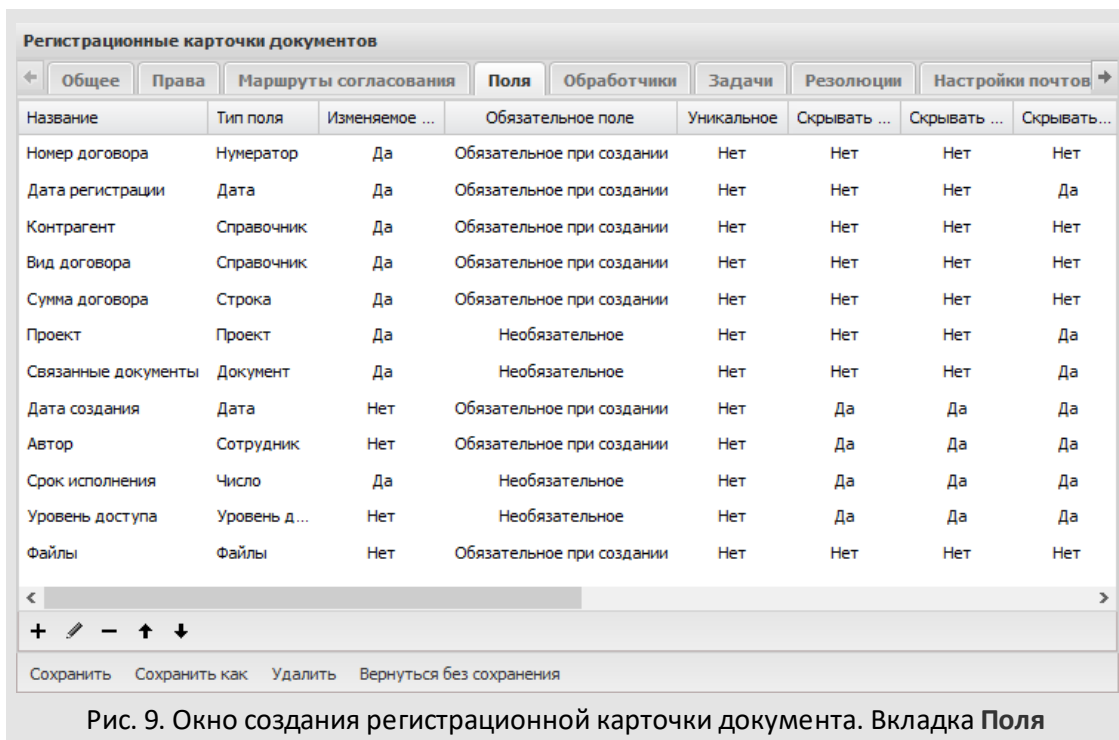 Регистрационные карточки документов
Общее Права Маршруты согласования Поля Обработчики Задачи Резолюции Настройки почтов
Название Тип поля Изменяемое ... Обязательное поле Уникальное Скрывать ... Скрывать ... Скрывать...
Номер договора Нумератор Да Обязательное при создании Нет Нет Нет Нет
Дата регистрации Дата Да Обязательное при создании Нет Нет Нет Да
Контрагент Справочник Да Обязательное при создании Нет Нет Нет Нет
Вид договора Справочник Да Обязательное при создании Нет Нет Нет Нет
Сумма договора Строка Да Обязательное при создании Нет Нет Нет Нет
Проект Проект Да Необязательное Нет Нет Нет Да
Связанные документы Документ Да Необязательное Нет Нет Нет Да
Дата создания Дата Нет Обязательное при создании Нет Да Да Да
Автор Сотрудник Нет Обязательное при создании Нет Да Да Да
Срок исполнения Число Да Необязательное Нет Да Да Да
Уровень доступа Уровень д... Нет Необязательное Нет Да Да Да
Файлы Файлы Нет Обязательное при создании Нет Нет Нет Нет
Сохранить Сохранить как Удалить Вернуться без сохранения
Рис. 9. Окно создания регистрационной карточки документа. Вкладка Поля